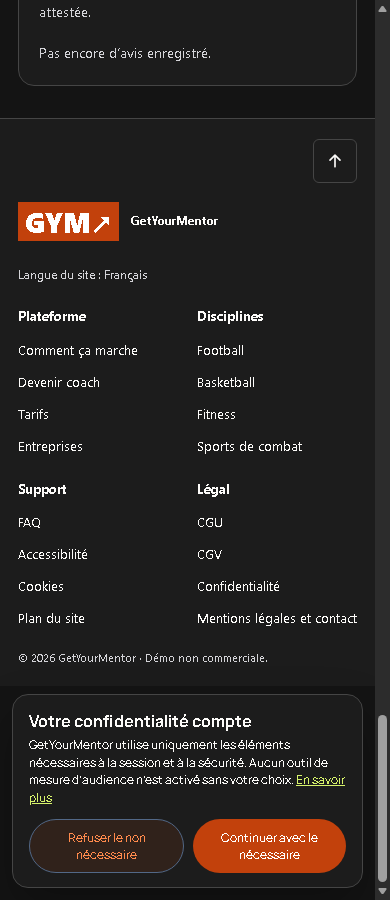 attestée.
Pas encore d’avis enregistré.
GYM↗ GetYourMentor
Langue du site : Français
Plateforme
Comment ça marche
Devenir coach
Tarifs
Entreprises
Disciplines
Football
Basketball
Fitness
Sports de combat
Support
FAQ
Accessibilité
Cookies
Plan du site
Légal
CGU
CGV
Confidentialité
Mentions légales et contact
© 2026 GetYourMentor · Démo non commerciale.
Votre confidentialité compte
GetYourMentor utilise uniquement les éléments
nécessaires à la session et à la sécurité. Aucun outil de
mesure d’audience n’est activé sans votre choix. En savoir
plus
Refuser le non
nécessaire
Continuer avec le
nécessaire